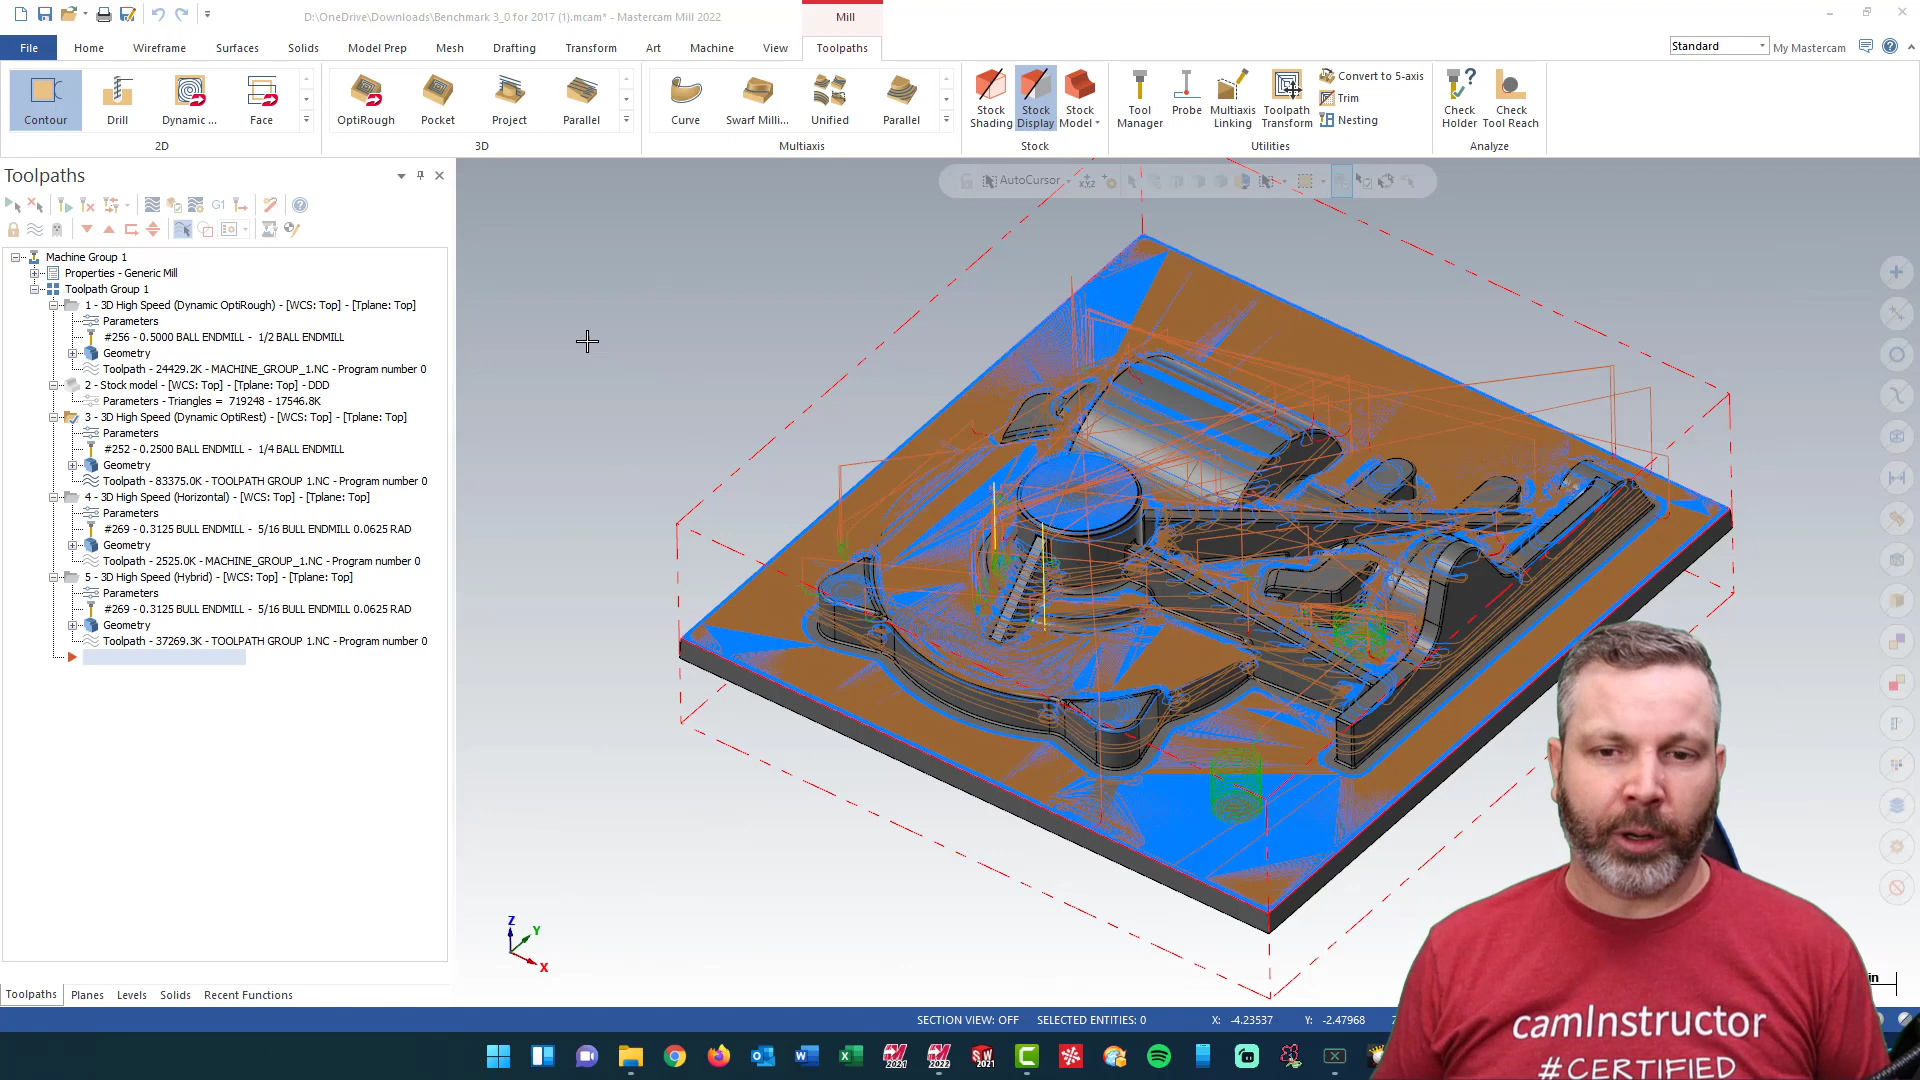 D:\OneDrive\Downloads\Benchmark 3_0 for 2017 (1).mcam* - Mastercam Mill 2022
Mill
File Home Wireframe Surfaces Solids Model Prep Mesh Drafting Transform Art Machine View Toolpaths
Standard My Mastercam
Contour Drill Dynamic ... Face
2D
OptiRough Pocket Project Parallel
3D
Curve Swarf Milli... Unified Parallel
Multiaxis
Stock Shading Stock Display Stock Model
Stock
Tool Manager Probe Multiaxis Linking Toolpath Transform
Convert to 5-axis
Trim
Nesting
Utilities
Check Holder Check Tool Reach
Analyze
Toolpaths
G1
AutoCursor
XYZ
Machine Group 1
Properties - Generic Mill
Toolpath Group 1
1 - 3D High Speed (Dynamic OptiRough) - [WCS: Top] - [Tplane: Top]
Parameters
#256 - 0.5000 BALL ENDMILL - 1/2 BALL ENDMILL
Geometry
Toolpath - 24429.2K - MACHINE_GROUP_1.NC - Program number 0
2 - Stock model - [WCS: Top] - [Tplane: Top] - DDD
Parameters - Triangles = 719248 - 17546.8K
3 - 3D High Speed (Dynamic OptiRest) - [WCS: Top] - [Tplane: Top]
Parameters
#252 - 0.2500 BALL ENDMILL - 1/4 BALL ENDMILL
Geometry
Toolpath - 83375.0K - TOOLPATH GROUP 1.NC - Program number 0
4 - 3D High Speed (Horizontal) - [WCS: Top] - [Tplane: Top]
Parameters
#269 - 0.3125 BULL ENDMILL - 5/16 BULL ENDMILL 0.0625 RAD
Geometry
Toolpath - 2525.0K - MACHINE_GROUP_1.NC - Program number 0
5 - 3D High Speed (Hybrid) - [WCS: Top] - [Tplane: Top]
Parameters
#269 - 0.3125 BULL ENDMILL - 5/16 BULL ENDMILL 0.0625 RAD
Geometry
Toolpath - 37269.3K - TOOLPATH GROUP 1.NC - Program number 0
Z
Y
X
in
Toolpaths Planes Levels Solids Recent Functions
SECTION VIEW: OFF SELECTED ENTITIES: 0 X: -4.23537 Y: -2.47968
2021 2022 SW 2021
camInstructor
#CERTIFIED